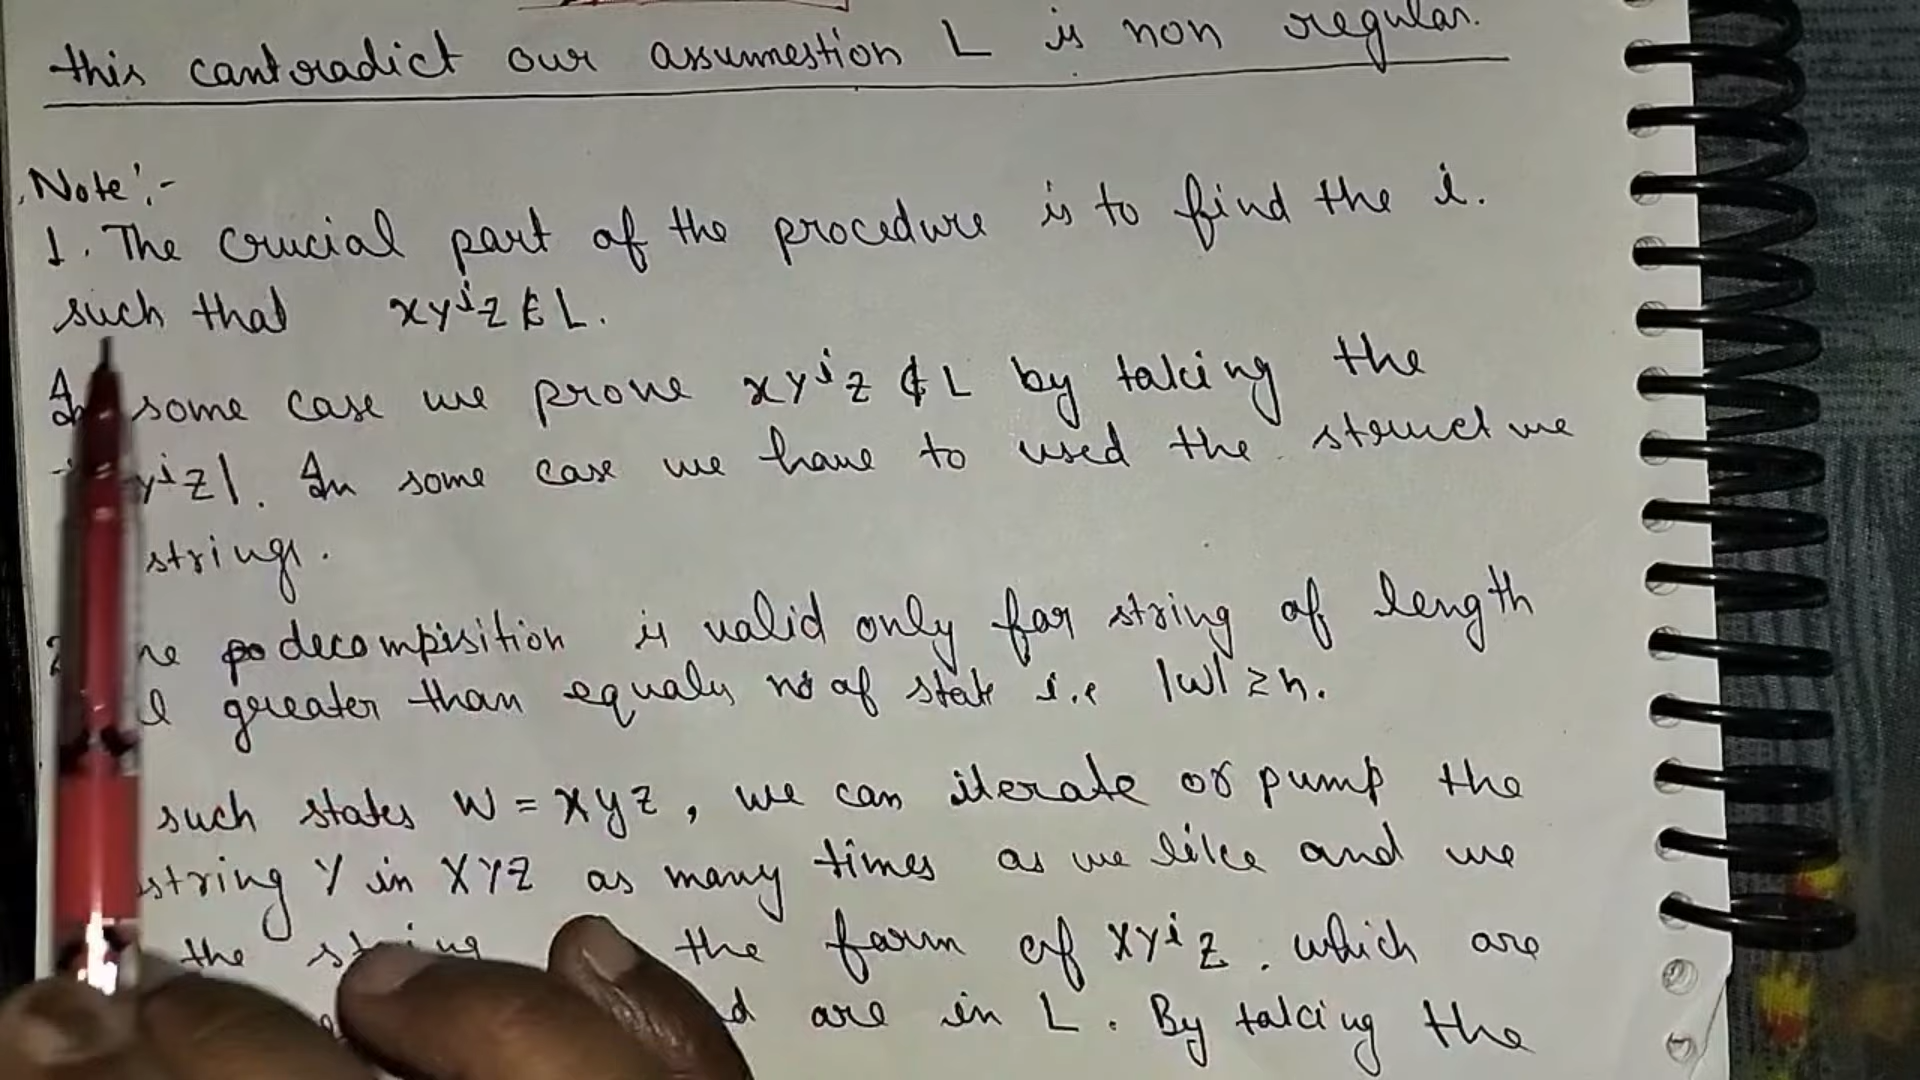 this cantoradict our assumnestion L is non regular.
Note:-
1. The crucial part of the procedure is to find the i.
such that xyⁱz ∉ L.
In some case we prove xyⁱz ∉ L by taking the
yⁱz|. In some case we have to used the structure
strings.
decompisition is valid only for string of length
greater than equals no of state i.e |w| ≥ n.
such states W = xyz, we can iterate or pump the
string Y in XYZ as many times as we like and we
the string the farm of XYⁱZ. which are
are in L. By taking the